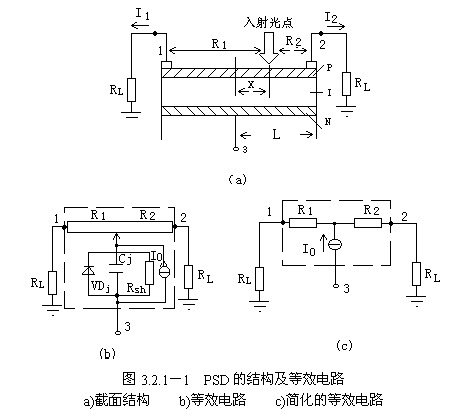 I1
入射光点
I2
1
R1
R2
2
P
RL
x
I
RL
L
N
3
(a)
1
R1
R2
2
Cj
I0
RL
VDj
Rsh
RL
3
(b)
1
R1
R2
2
I0
RL
RL
3
(c)
图 3.2.1—1 PSD的结构及等效电路
a)截面结构 b)等效电路 c)简化的等效电路